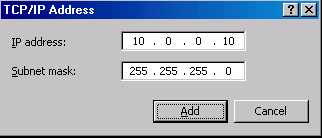 TCP/IP Address
IP address: 10 . 0 . 0 . 10
Subnet mask: 255 . 255 . 255 . 0
Add Cancel